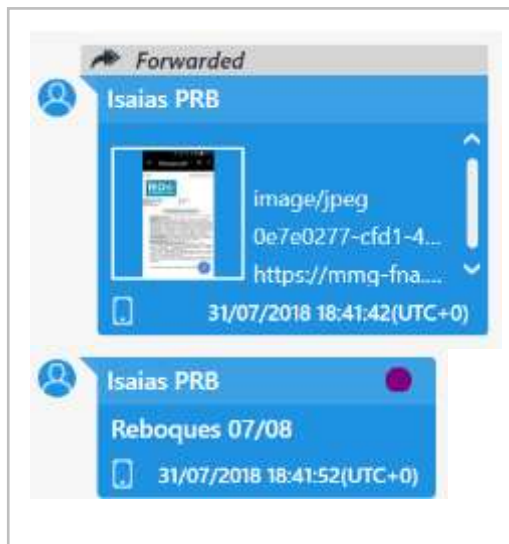 Forwarded
Isaias PRB
image/jpeg
0e7e0277-cfd1-4...
https://mmg-fna....
31/07/2018 18:41:42(UTC+0)
Isaias PRB
Reboques 07/08
31/07/2018 18:41:52(UTC+0)